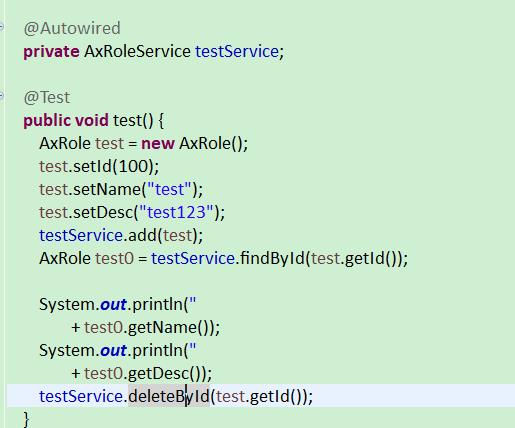 @Autowired
private AxRoleService testService;
@Test
public void test() {
AxRole test = new AxRole();
test.setId(100);
test.setName("test");
test.setDesc("test123");
testService.add(test);
AxRole test0 = testService.findById(test.getId());
System.out.println("
+ test0.getName());
System.out.println("
+ test0.getDesc());
testService.deleteById(test.getId());
}